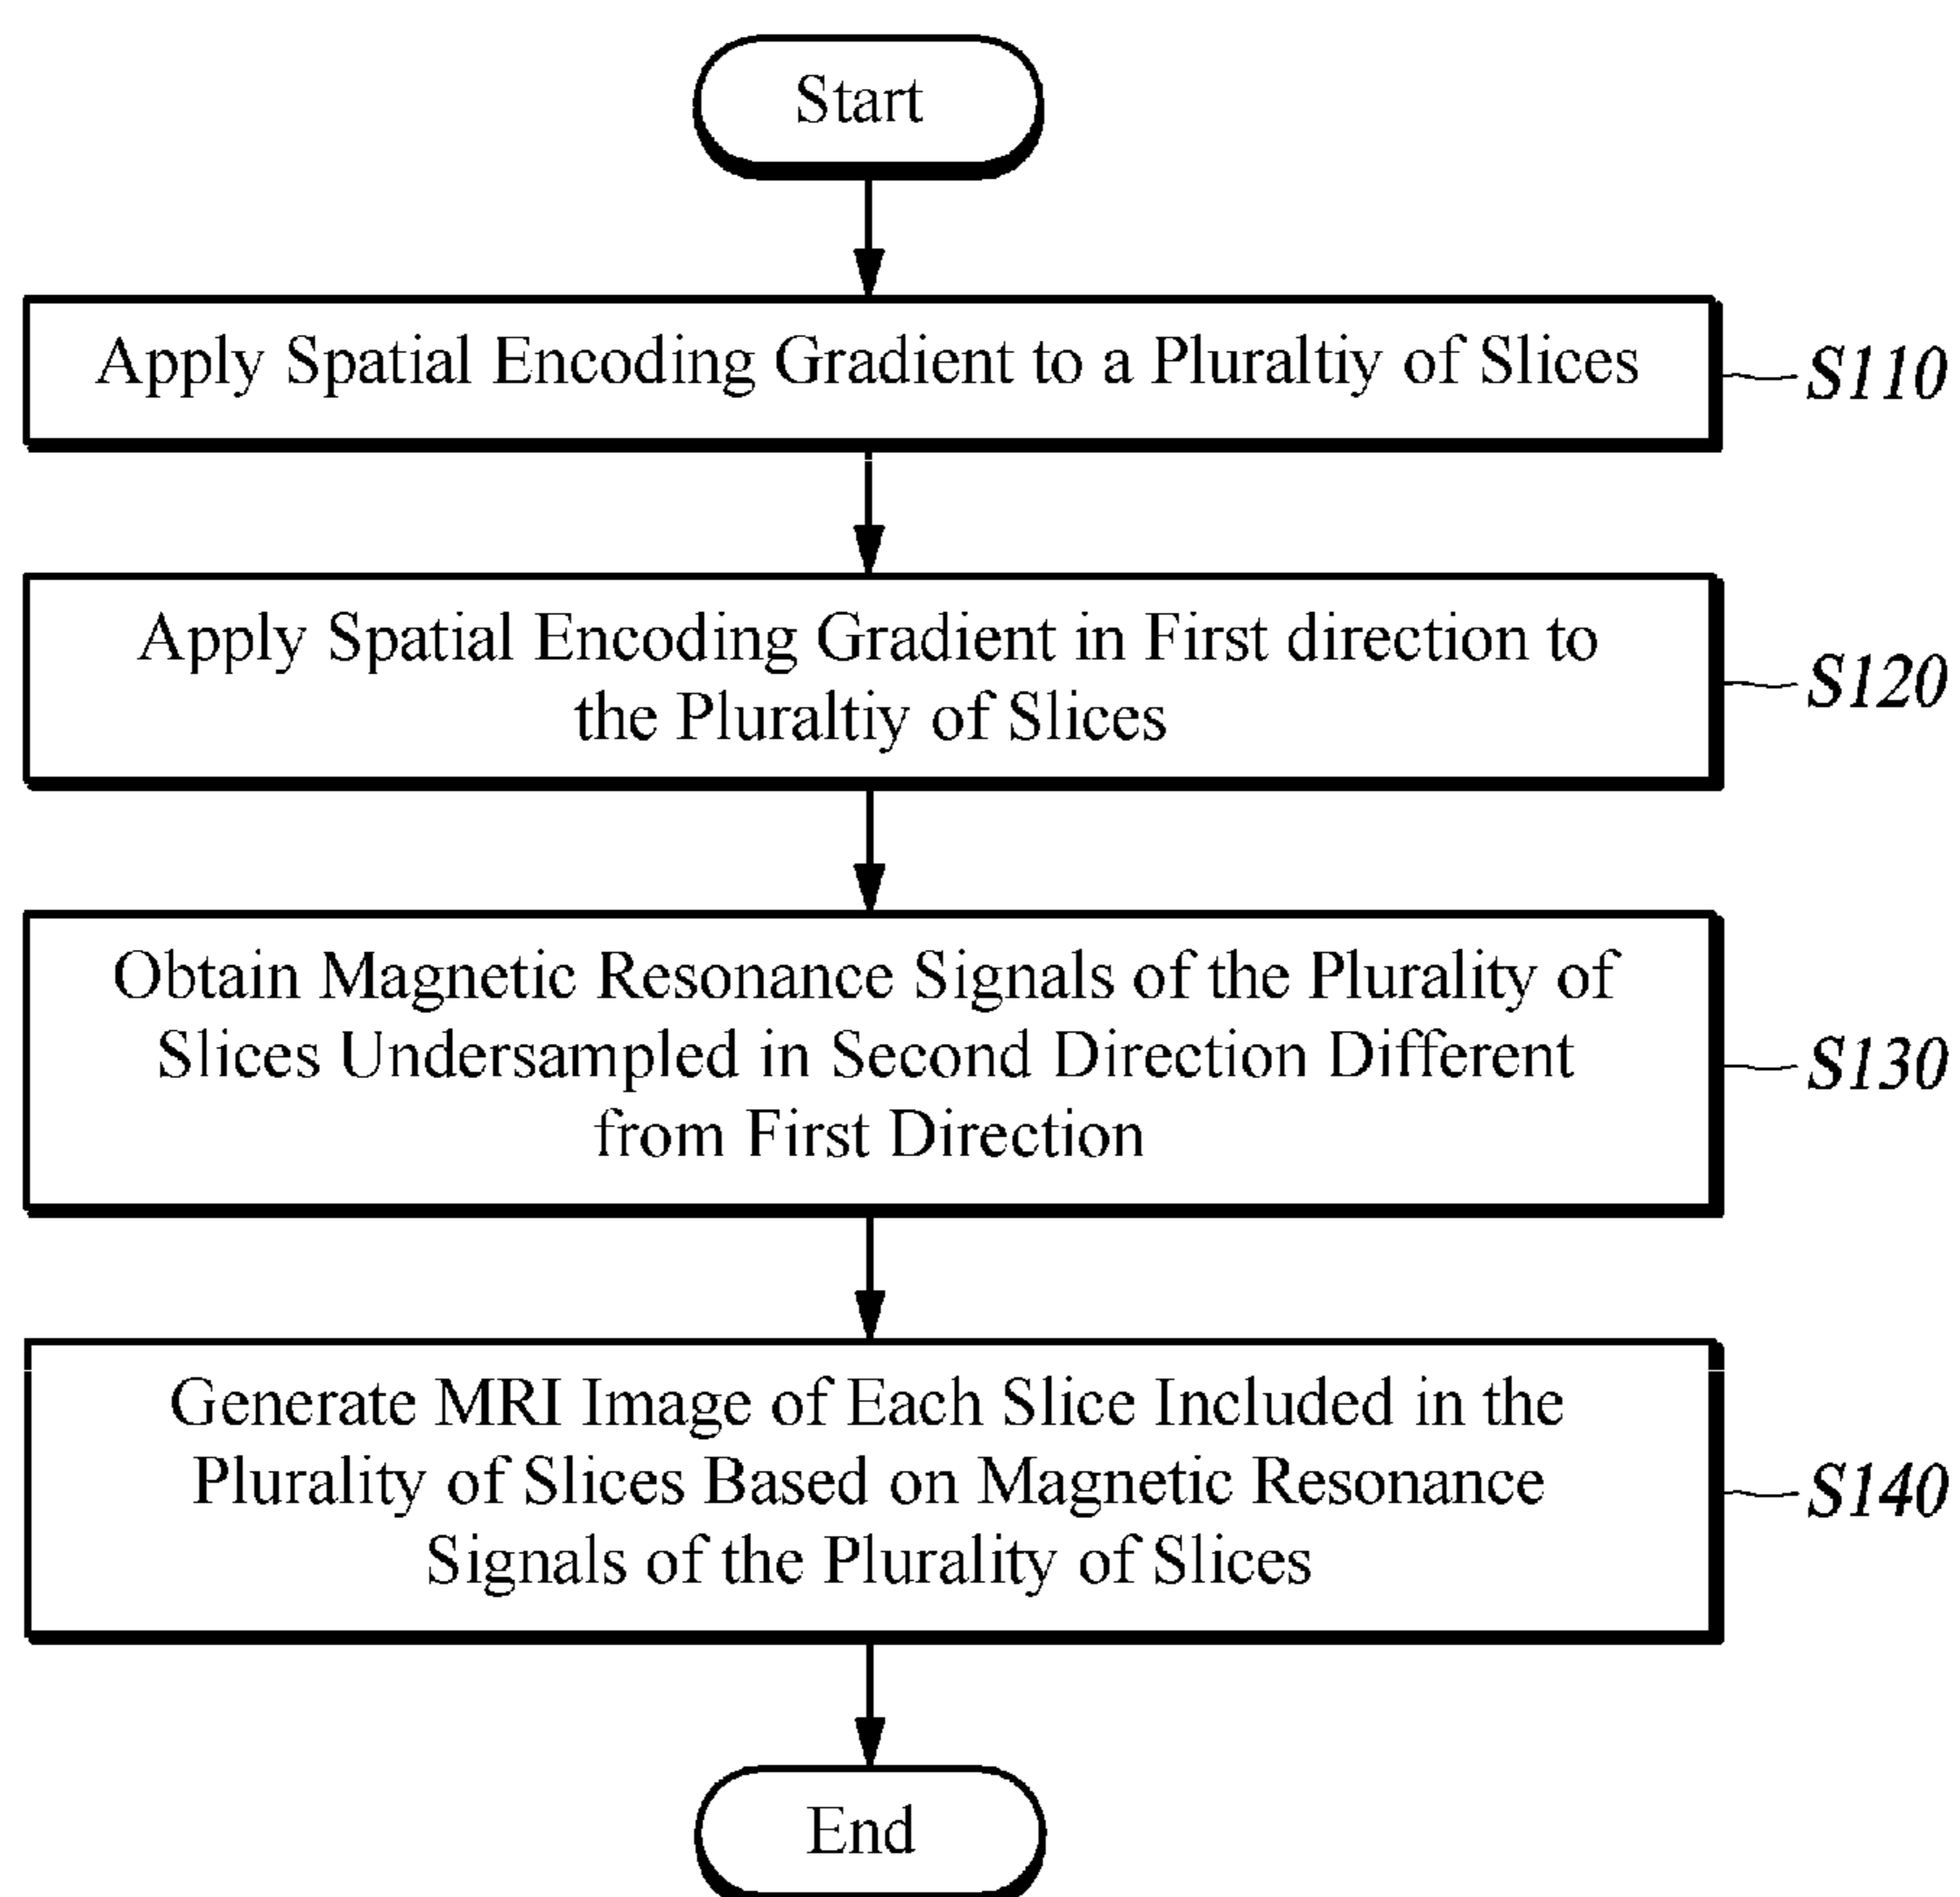 Start
Apply Spatial Encoding Gradient to a Pluraltiy of Slices
S110
Apply Spatial Encoding Gradient in First direction to
the Pluraltiy of Slices
S120
Obtain Magnetic Resonance Signals of the Plurality of
Slices Undersampled in Second Direction Different
from First Direction
S130
Generate MRI Image of Each Slice Included in the
Plurality of Slices Based on Magnetic Resonance
Signals of the Plurality of Slices
S140
End